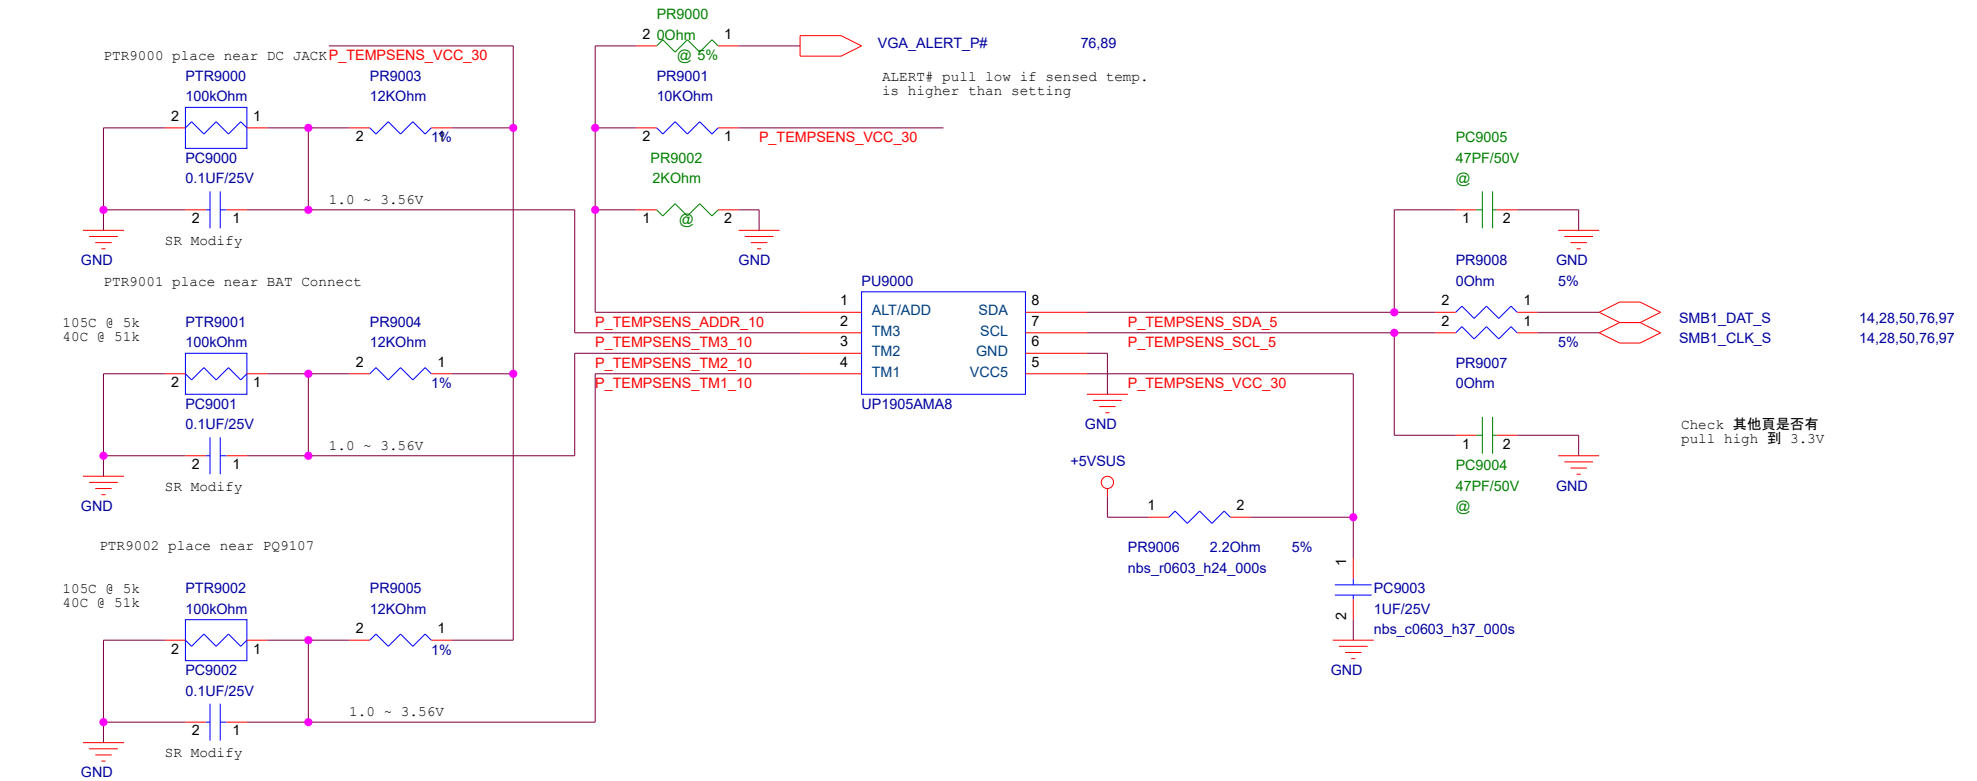 PR9000
2 0Ohm 1
@ 5%
VGA_ALERT_P# 76,89
PTR9000 place near DC JACK
P_TEMPSENS_VCC_30
PTR9000
100kOhm
2 1
PR9003
12KOhm
2 1
1%
PR9001
10KOhm
2 1
P_TEMPSENS_VCC_30
ALERT# pull low if sensed temp.
is higher than setting
PC9000
0.1UF/25V
2 1
1.0 ~ 3.56V
SR Modify
GND
PR9002
2KOhm
1 @ 2
GND
PC9005
47PF/50V
@
1 2
GND
PTR9001 place near BAT Connect
105C @ 5k
40C @ 51k
PTR9001
100kOhm
2 1
PR9004
12KOhm
2 1
1%
PC9001
0.1UF/25V
2 1
1.0 ~ 3.56V
SR Modify
GND
P_TEMPSENS_ADDR_10
P_TEMPSENS_TM3_10
P_TEMPSENS_TM2_10
P_TEMPSENS_TM1_10
PU9000
1 ALT/ADD SDA 8
2 TM3 SCL 7
3 TM2 GND 6
4 TM1 VCC5 5
UP1905AMA8
P_TEMPSENS_SDA_5
P_TEMPSENS_SCL_5
P_TEMPSENS_VCC_30
GND
PR9008
0Ohm 5%
2 1
2 1
5%
PR9007
0Ohm
SMB1_DAT_S 14,28,50,76,97
SMB1_CLK_S 14,28,50,76,97
1 2
PC9004
47PF/50V
@
GND
Check 其他頁是否有
pull high 到 3.3V
+5VSUS
1 2
PR9006 2.2Ohm 5%
nbs_r0603_h24_000s
1
2
PC9003
1UF/25V
nbs_c0603_h37_000s
GND
PTR9002 place near PQ9107
105C @ 5k
40C @ 51k
PTR9002
100kOhm
2 1
PR9005
12KOhm
2 1
1%
PC9002
0.1UF/25V
2 1
1.0 ~ 3.56V
SR Modify
GND